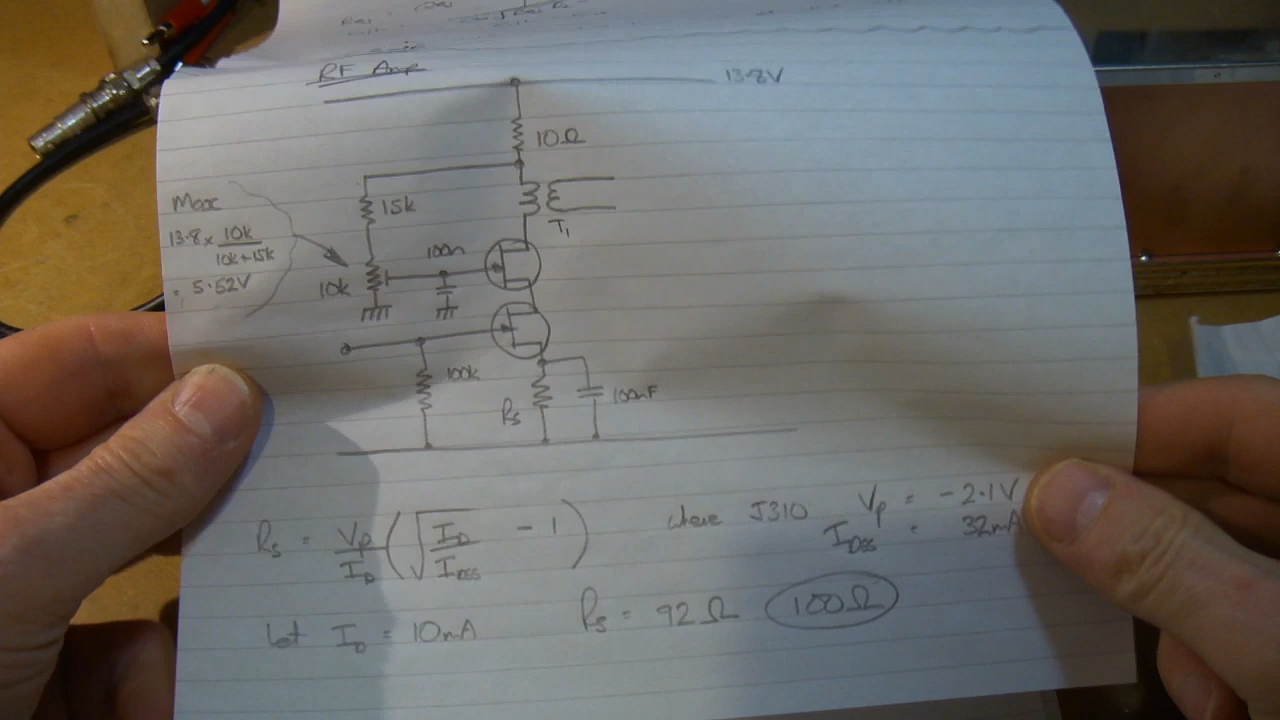 RF Amp
13.8V
10Ω
15k
Max
13.8 x 10k
10k+15k
= 5.52V
100n
T1
10k
100k
Rs
100nF
Rs = Vp/ID (√ID/IDSS - 1)
where J310 Vp = -2.1V
IDSS = 32mA
Let ID = 10mA
Rs = 92Ω 100Ω